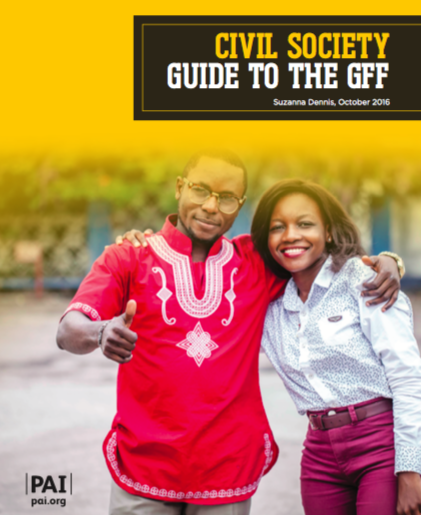 CIVIL SOCIETY
GUIDE TO THE GFF
Suzanna Dennis, October 2016
|PAI|
pai.org